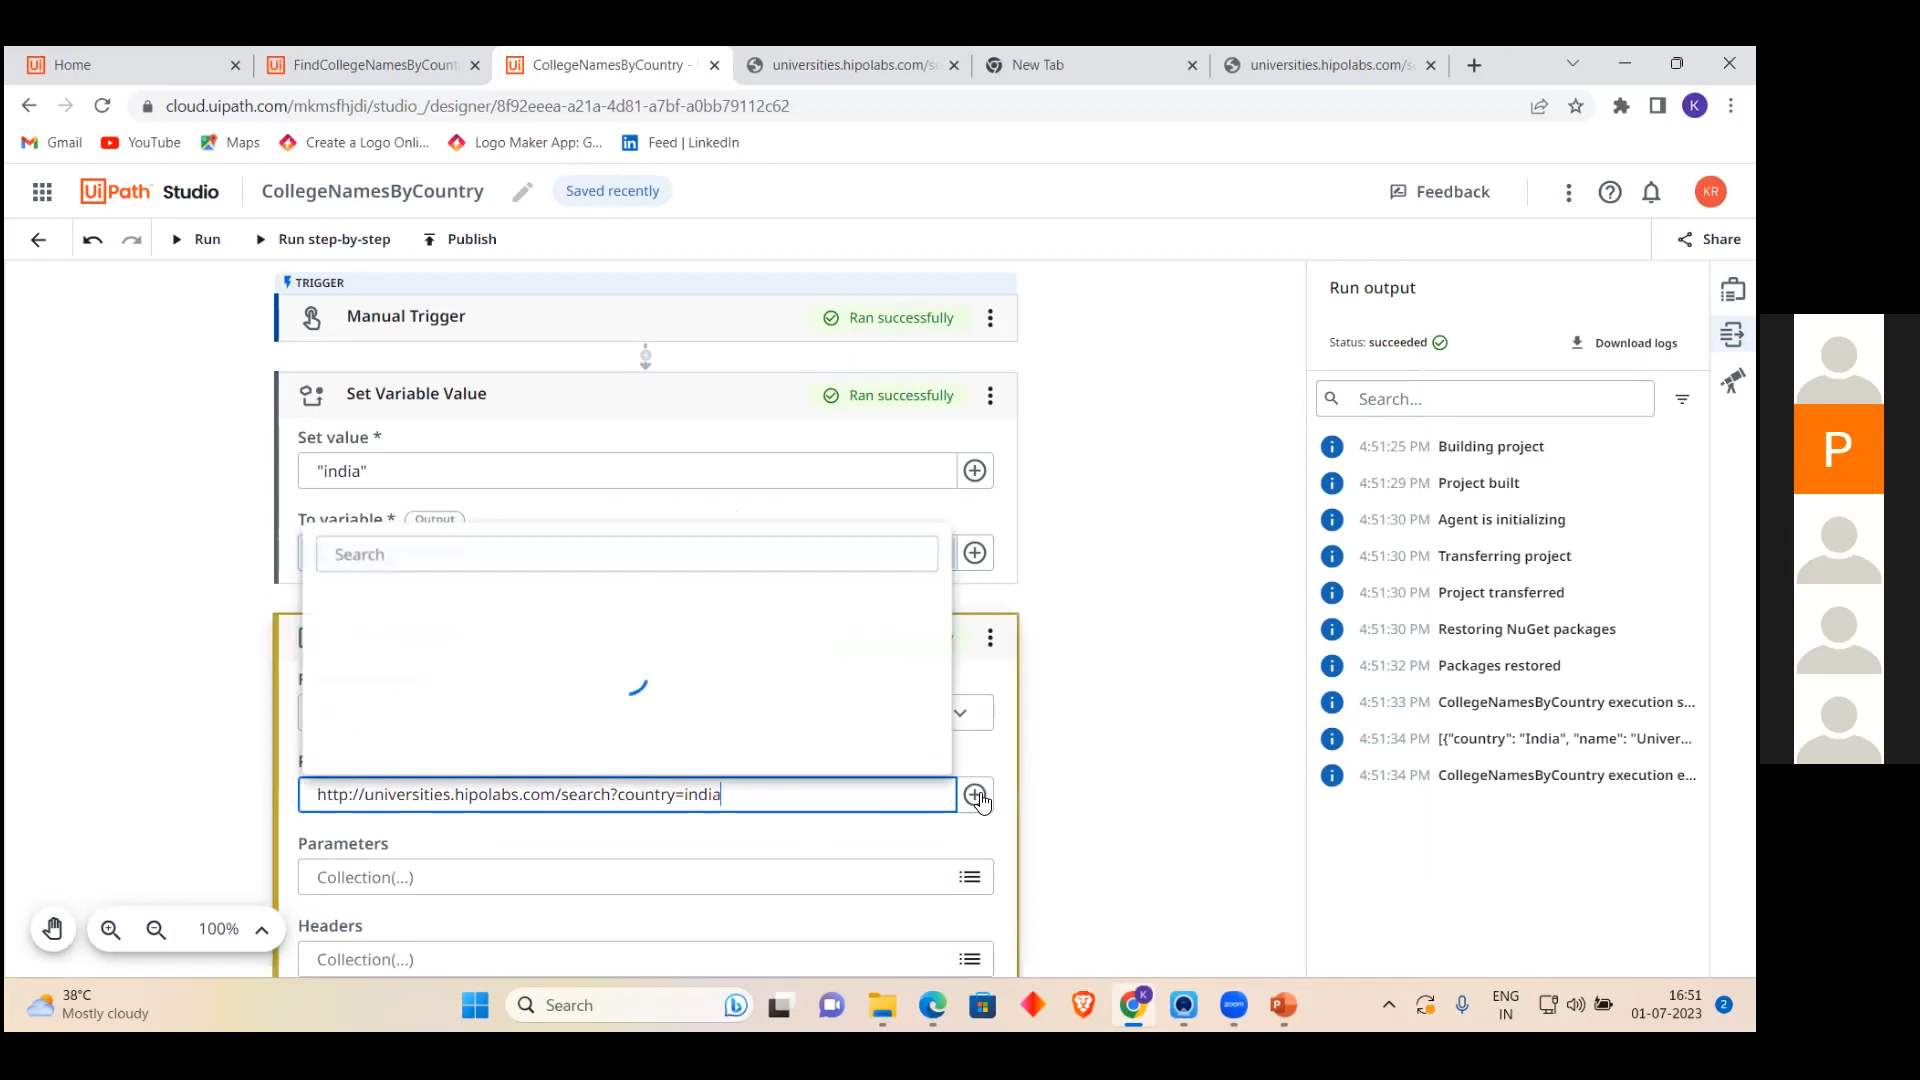 Home
FindCollegeNamesByCount
CollegeNamesByCountry -
universities.hipolabs.com/se
New Tab
universities.hipolabs.com/se
cloud.uipath.com/mkmsfhjdi/studio_/designer/8f92eeea-a21a-4d81-a7bf-a0bb79112c62
K
Gmail
YouTube
Maps
Create a Logo Onli...
Logo Maker App: G...
Feed | LinkedIn
UiPath Studio
CollegeNamesByCountry
Saved recently
Feedback
KR
Run
Run step-by-step
Publish
Share
TRIGGER
Manual Trigger
Ran successfully
Set Variable Value
Ran successfully
Set value *
"india"
To variable * Output
Search
http://universities.hipolabs.com/search?country=india
Parameters
Collection(...)
Headers
Collection(...)
100%
Run output
Status: succeeded
Download logs
Search...
4:51:25 PM Building project
4:51:29 PM Project built
4:51:30 PM Agent is initializing
4:51:30 PM Transferring project
4:51:30 PM Project transferred
4:51:30 PM Restoring NuGet packages
4:51:32 PM Packages restored
4:51:33 PM CollegeNamesByCountry execution s...
4:51:34 PM [{"country": "India", "name": "Univer...
4:51:34 PM CollegeNamesByCountry execution e...
P
38°C
Mostly cloudy
Search
K
zoom
ENG
IN
16:51
01-07-2023
2